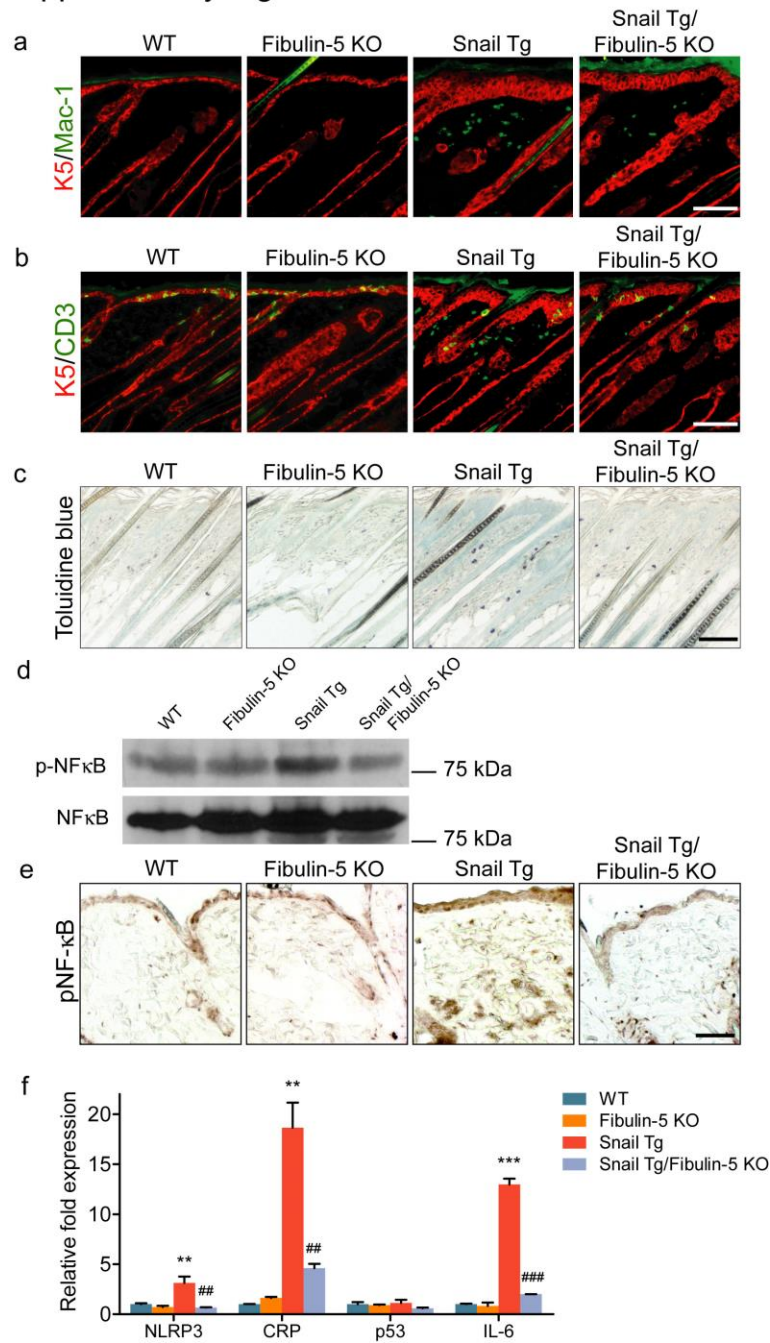 a
WT Fibulin-5 KO Snail Tg Snail Tg/
Fibulin-5 KO
K5/Mac-1
b
WT Fibulin-5 KO Snail Tg Snail Tg/
Fibulin-5 KO
K5/CD3
c
WT Fibulin-5 KO Snail Tg Snail Tg/
Fibulin-5 KO
Toluidine blue
d
WT Fibulin-5 KO Snail Tg Snail Tg/
Fibulin-5 KO
p-NFκB 75 kDa
NFκB 75 kDa
e
WT Fibulin-5 KO Snail Tg Snail Tg/
Fibulin-5 KO
pNF-κB
f
Relative fold expression
20
15
10
5
0
** ## ** ## *** ###
NLRP3 CRP p53 IL-6
WT
Fibulin-5 KO
Snail Tg
Snail Tg/Fibulin-5 KO